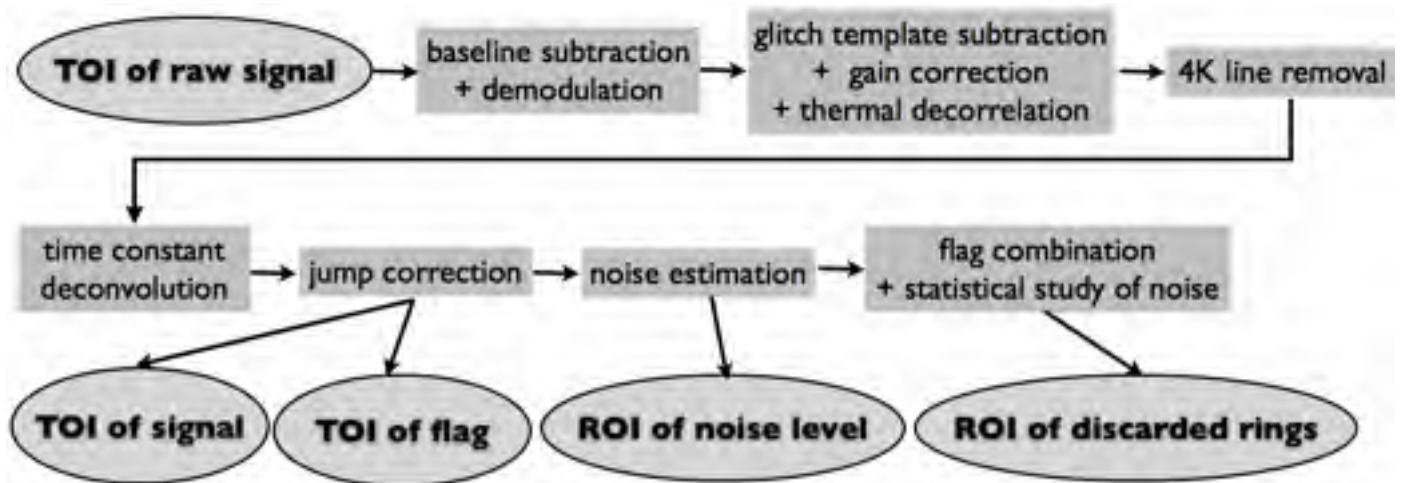 TOI of raw signal
baseline subtraction
+ demodulation
glitch template subtraction
+ gain correction
+ thermal decorrelation
4K line removal
time constant
deconvolution
jump correction
noise estimation
flag combination
+ statistical study of noise
TOI of signal
TOI of flag
ROI of noise level
ROI of discarded rings